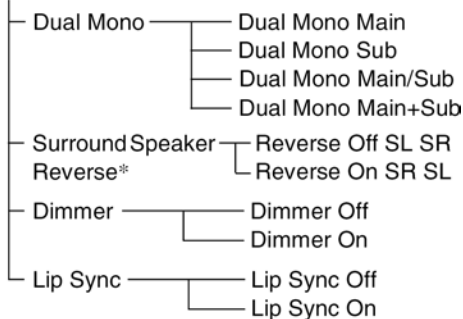 Dual Mono Dual Mono Main
Dual Mono Sub
Dual Mono Main/Sub
Dual Mono Main+Sub
Surround Speaker Reverse Off SL SR
Reverse* Reverse On SR SL
Dimmer Dimmer Off
Dimmer On
Lip Sync Lip Sync Off
Lip Sync On